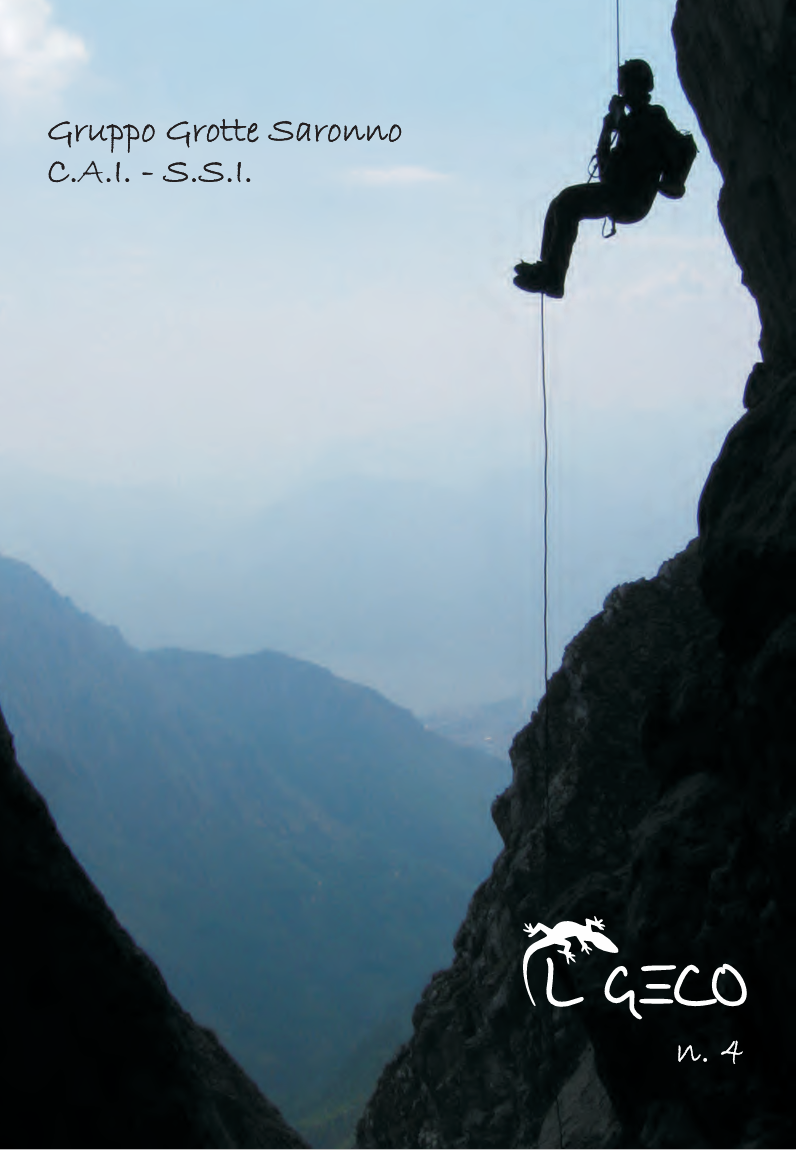 Gruppo Grotte Saronno
C.A.I. - S.S.I.
IL GECO
n. 4